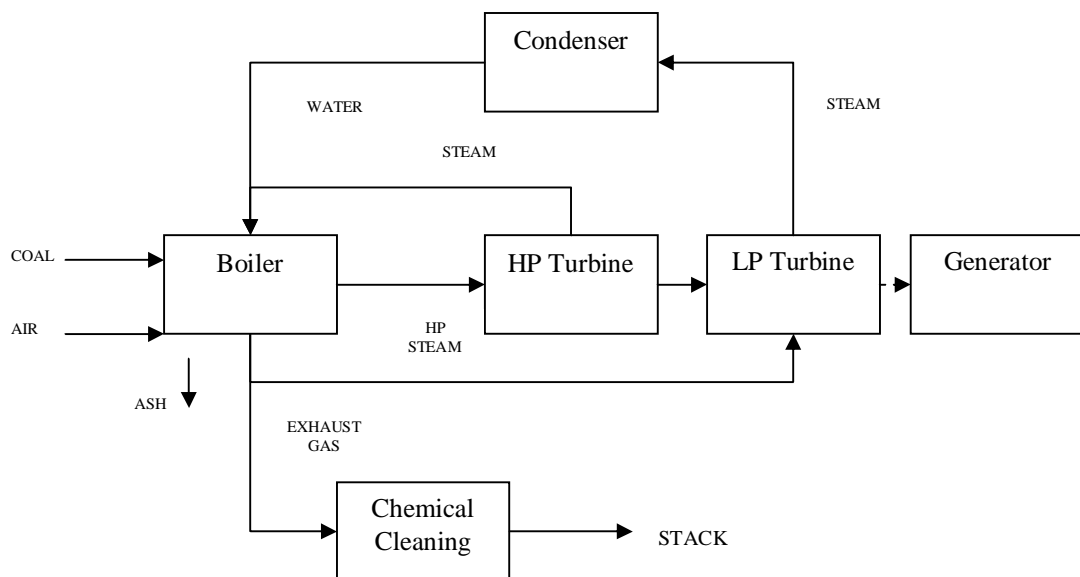 Condenser
WATER
STEAM
STEAM
COAL
Boiler
HP Turbine
LP Turbine
Generator
AIR
HP
STEAM
ASH
EXHAUST
GAS
Chemical
Cleaning
STACK